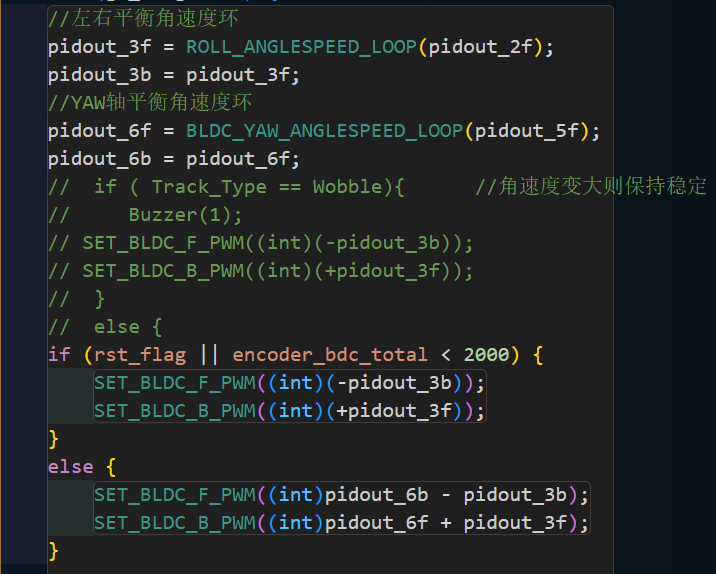 //左右平衡角速度环
pidout_3f = ROLL_ANGLESPEED_LOOP(pidout_2f);
pidout_3b = pidout_3f;
//YAW轴平衡角速度环
pidout_6f = BLDC_YAW_ANGLESPEED_LOOP(pidout_5f);
pidout_6b = pidout_6f;
//  if ( Track_Type == Wobble){      //角速度变大则保持稳定
//     Buzzer(1);
// SET_BLDC_F_PWM((int)(-pidout_3b));
// SET_BLDC_B_PWM((int)(+pidout_3f));
//  }
//  else {
if (rst_flag || encoder_bdc_total < 2000) {
    SET_BLDC_F_PWM((int)(-pidout_3b));
    SET_BLDC_B_PWM((int)(+pidout_3f));
}
else {
    SET_BLDC_F_PWM((int)pidout_6b - pidout_3b);
    SET_BLDC_B_PWM((int)pidout_6f + pidout_3f);
}